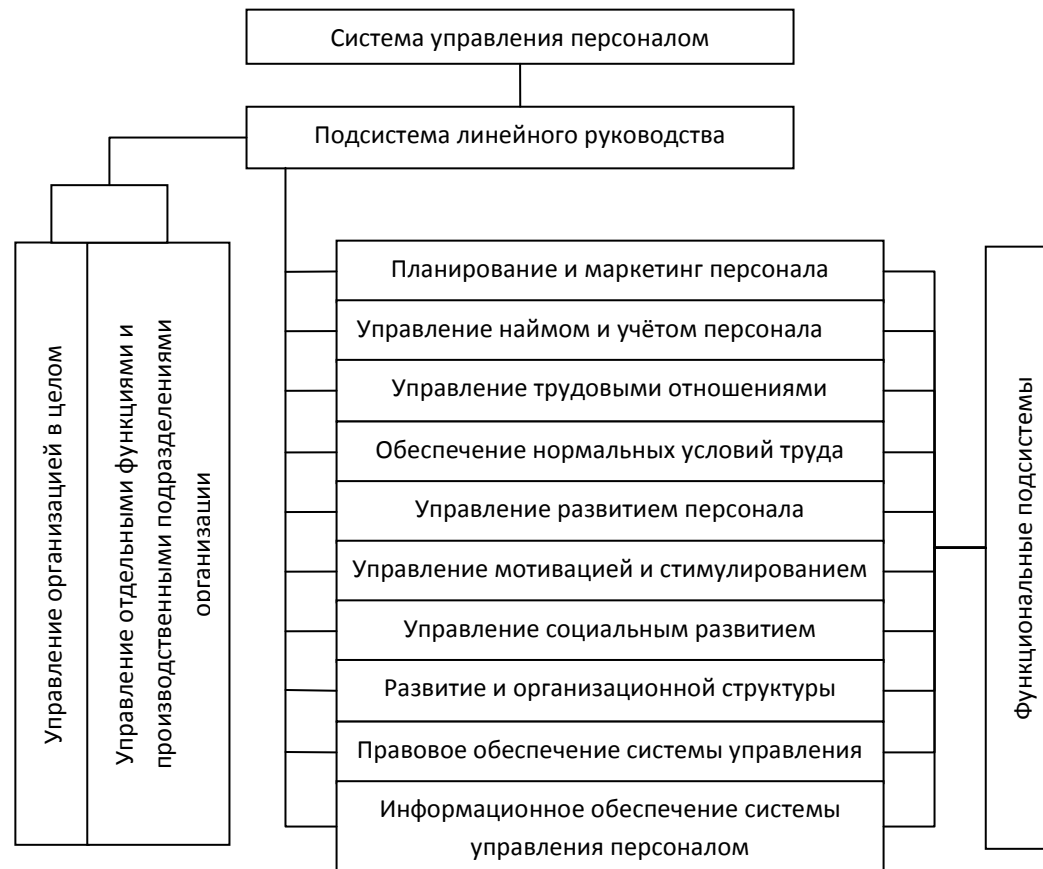 Система управления персоналом
Подсистема линейного руководства
Управление организацией в целом
Управление отдельными функциями и
производственными подразделениями
организации
Планирование и маркетинг персонала
Управление наймом и учётом персонала
Управление трудовыми отношениями
Обеспечение нормальных условий труда
Управление развитием персонала
Управление мотивацией и стимулированием
Управление социальным развитием
Развитие и организационной структуры
Правовое обеспечение системы управления
Информационное обеспечение системы
управления персоналом
Функциональные подсистемы